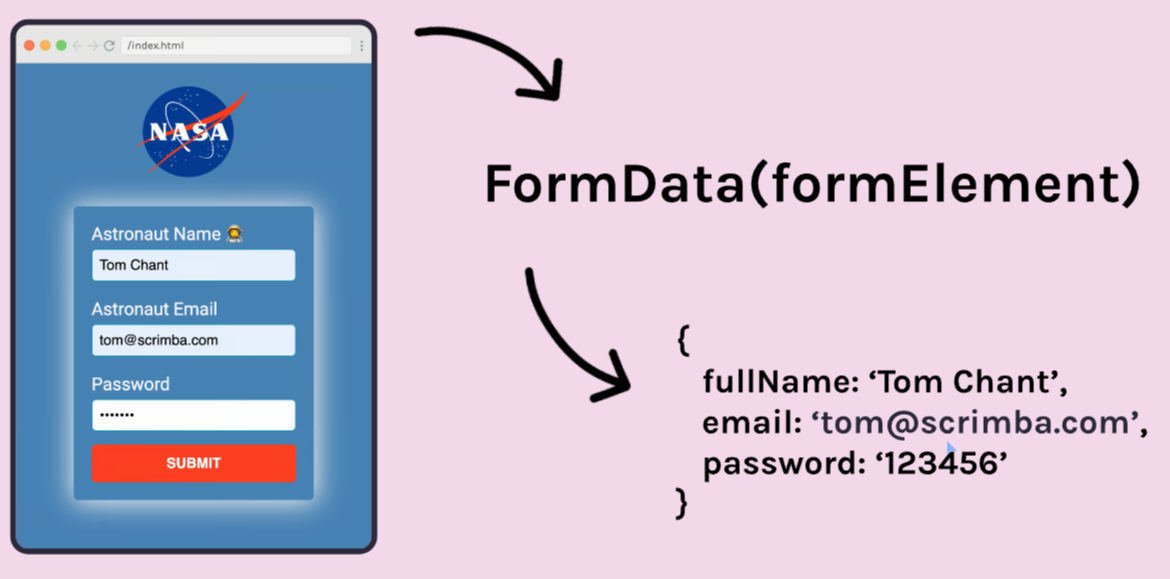 /index.html
NASA
Astronaut Name 👩‍🚀
Tom Chant
Astronaut Email
tom@scrimba.com
Password
•••••••
SUBMIT
FormData(formElement)
{
fullName: ‘Tom Chant’,
email: ‘tom@scrimba.com’,
password: ‘123456’
}